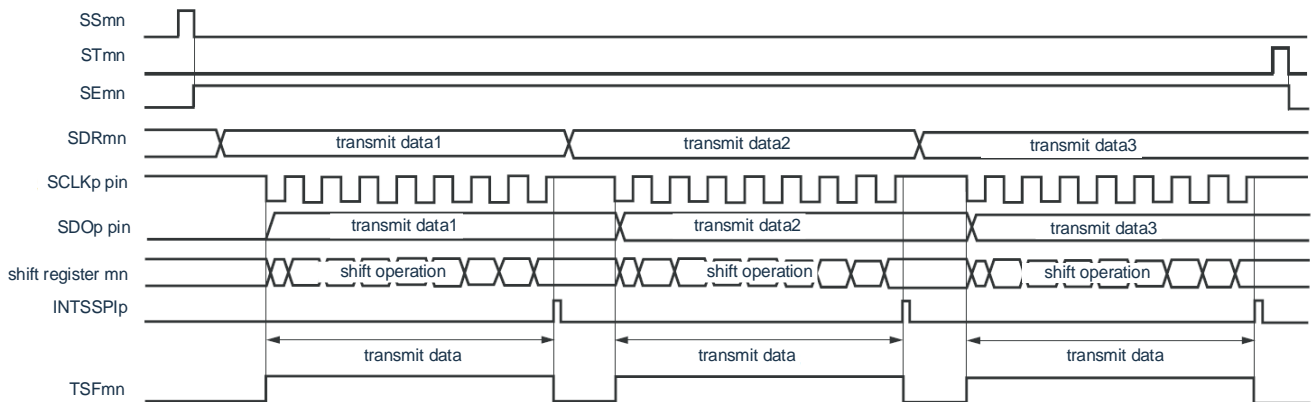 SSmn
STmn
SEmn
SDRmn transmit data1 transmit data2 transmit data3
SCLKp pin
SDOp pin transmit data1 transmit data2 transmit data3
shift register mn shift operation shift operation shift operation
INTSSPIp
transmit data transmit data transmit data
TSFmn